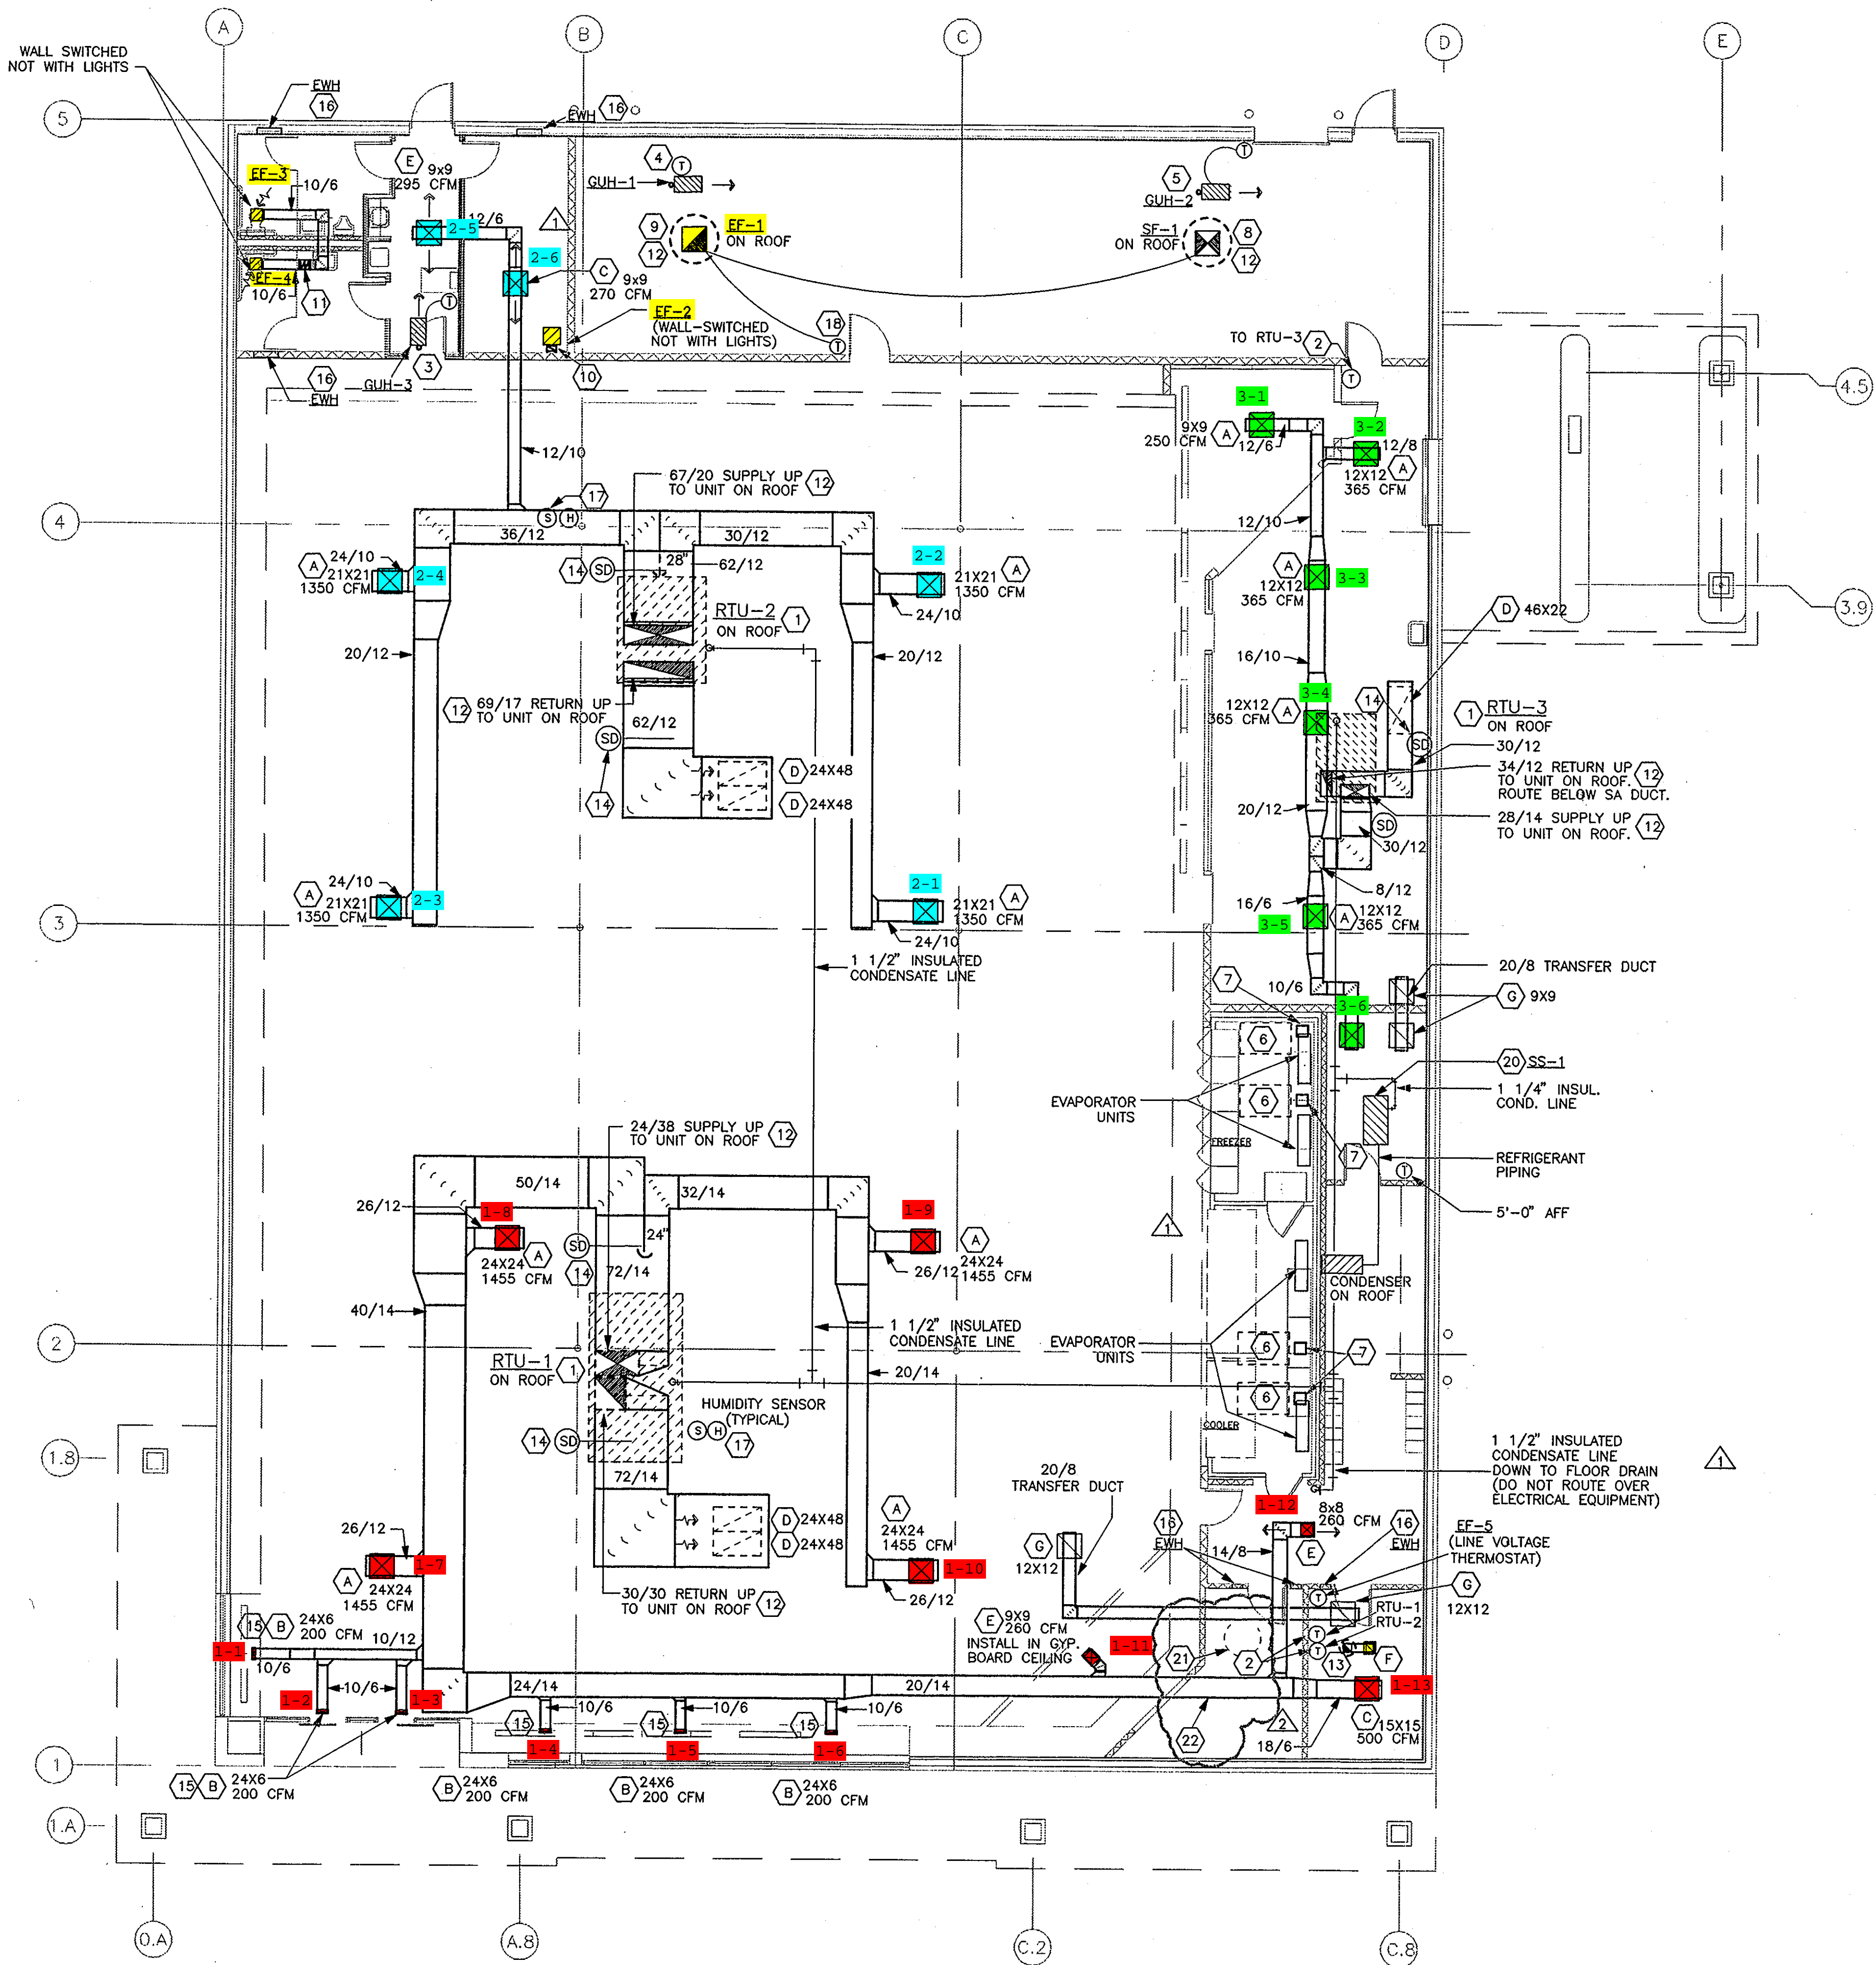 A
B
C
D
E
WALL SWITCHED
NOT WITH LIGHTS
EWH
16
EWH
16
5
E
9x9
295 CFM
EF-3
10/6
4
T
GUH-1
T
5
GUH-2
12/6
1
2-5
9
EF-1
ON ROOF
12
SF-1
ON ROOF
8
12
2-6
C
9x9
270 CFM
EF-4
10/6
11
T
EF-2
(WALL-SWITCHED
NOT WITH LIGHTS)
18
T
TO RTU-3
2
T
16
EWH
GUH-3
3
10
4.5
3-1
9X9
250 CFM
A
12/6
3-2
12/8
A
12X12
365 CFM
12/10
67/20 SUPPLY UP
TO UNIT ON ROOF
12
17
S
H
4
36/12
30/12
12/10
A
24/10
21X21
1350 CFM
2-4
14
SD
28"
62/12
2-2
21X21
1350 CFM
A
24/10
A
12X12
365 CFM
3-3
3.9
D
46X22
RTU-2
ON ROOF
1
20/12
20/12
16/10
3-4
12
69/17 RETURN UP
TO UNIT ON ROOF
62/12
SD
14
12X12
365 CFM
A
14
1
RTU-3
ON ROOF
SD
30/12
34/12 RETURN UP
TO UNIT ON ROOF.
ROUTE BELOW SA DUCT.
12
D
24X48
D
24X48
20/12
28/14 SUPPLY UP
TO UNIT ON ROOF.
12
SD
30/12
8/12
A
24/10
21X21
1350 CFM
2-3
2-1
21X21
1350 CFM
A
24/10
16/6
3-5
A
12X12
365 CFM
3
1 1/2" INSULATED
CONDENSATE LINE
7
10/6
3-6
20/8 TRANSFER DUCT
G
9X9
6
20
SS-1
1 1/4" INSUL.
COND. LINE
EVAPORATOR
UNITS
6
24/38 SUPPLY UP
TO UNIT ON ROOF
12
FREEZER
7
REFRIGERANT
PIPING
T
5'-0" AFF
50/14
32/14
26/12
1-8
24X24
1455 CFM
A
SD
14
24"
72/14
1-9
A
24X24
1455 CFM
26/12
1
CONDENSER
ON ROOF
40/14
1 1/2" INSULATED
CONDENSATE LINE
EVAPORATOR
UNITS
6
7
2
RTU-1
ON ROOF
1
20/14
HUMIDITY SENSOR
(TYPICAL)
S
H
17
6
COOLER
14
SD
1.8
72/14
20/8
TRANSFER DUCT
1 1/2" INSULATED
CONDENSATE LINE
DOWN TO FLOOR DRAIN
(DO NOT ROUTE OVER
ELECTRICAL EQUIPMENT)
1
D
24X48
D
24X48
A
24X24
1455 CFM
1-10
26/12
1-12
8x8
260 CFM
16
EWH
14/8
E
16
EWH
EF-5
(LINE VOLTAGE
THERMOSTAT)
26/12
1-7
A
24X24
1455 CFM
G
12X12
30/30 RETURN UP
TO UNIT ON ROOF
12
G
12X12
T
RTU-1
RTU-2
T
T
E
9X9
260 CFM
INSTALL IN GYP.
BOARD CEILING
1-11
21
2
13
F
15
B
24X6
200 CFM
10/12
1-1
10/6
1-2
10/6
1-3
24/14
10/6
10/6
10/6
20/14
1-13
C
15X15
500 CFM
15
15
15
1-4
1-5
1-6
22
2
18/6
1
15
B
24X6
200 CFM
B
24X6
200 CFM
B
24X6
200 CFM
B
24X6
200 CFM
1.A
0.A
A.8
C.2
C.8